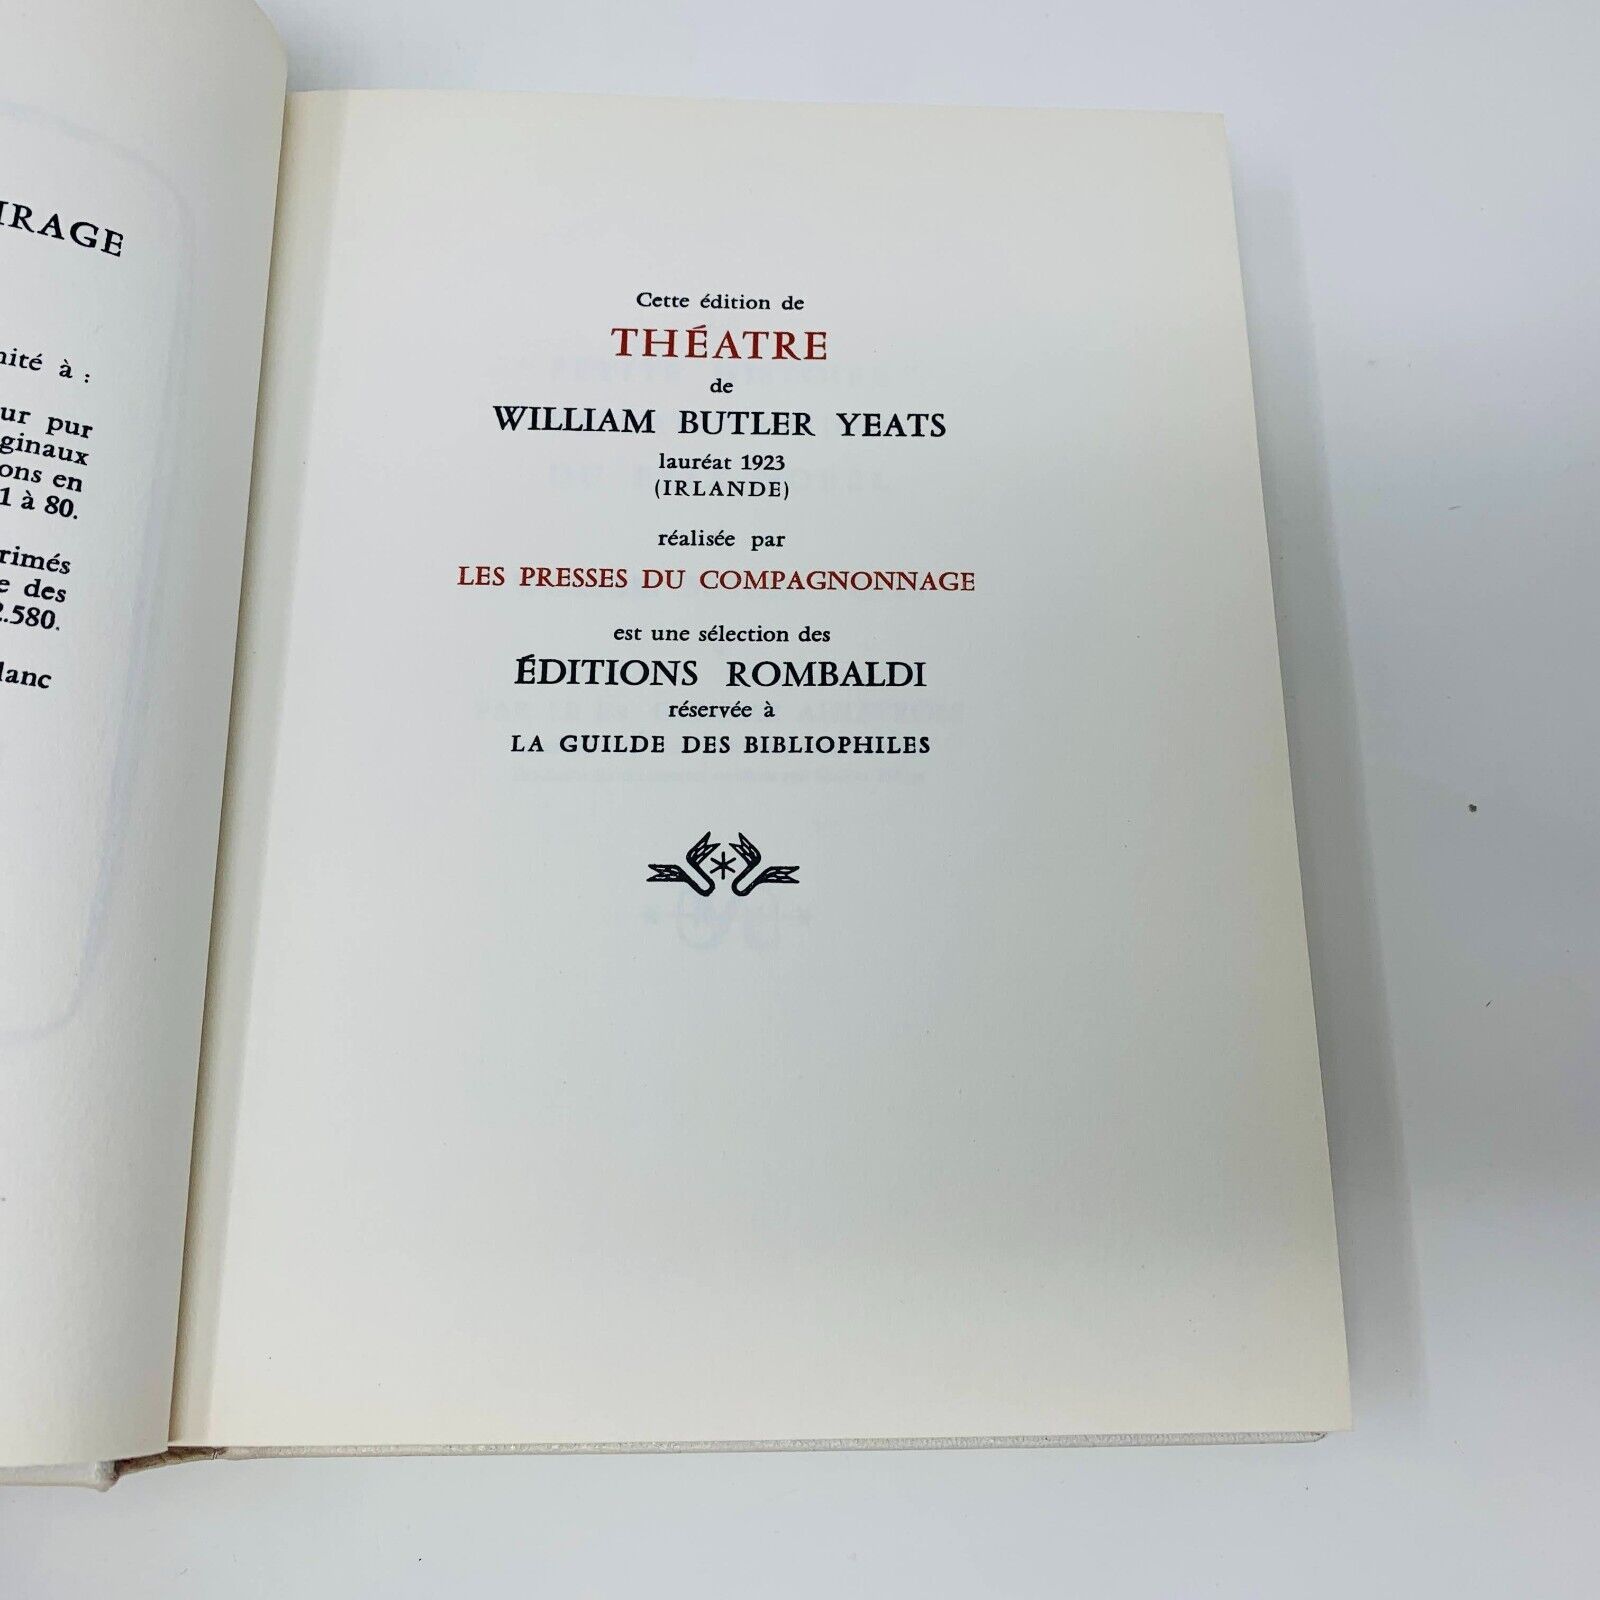 IRAGE
à :
ur pur
ginaux
ons en
1 à 80.
rimés
e des
2.580.
lanc
Cette édition de
THÉATRE
de
WILLIAM BUTLER YEATS
lauréat 1923
(IRLANDE)
réalisée par
LES PRESSES DU COMPAGNONNAGE
est une sélection des
ÉDITIONS ROMBALDI
réservée à
LA GUILDE DES BIBLIOPHILES